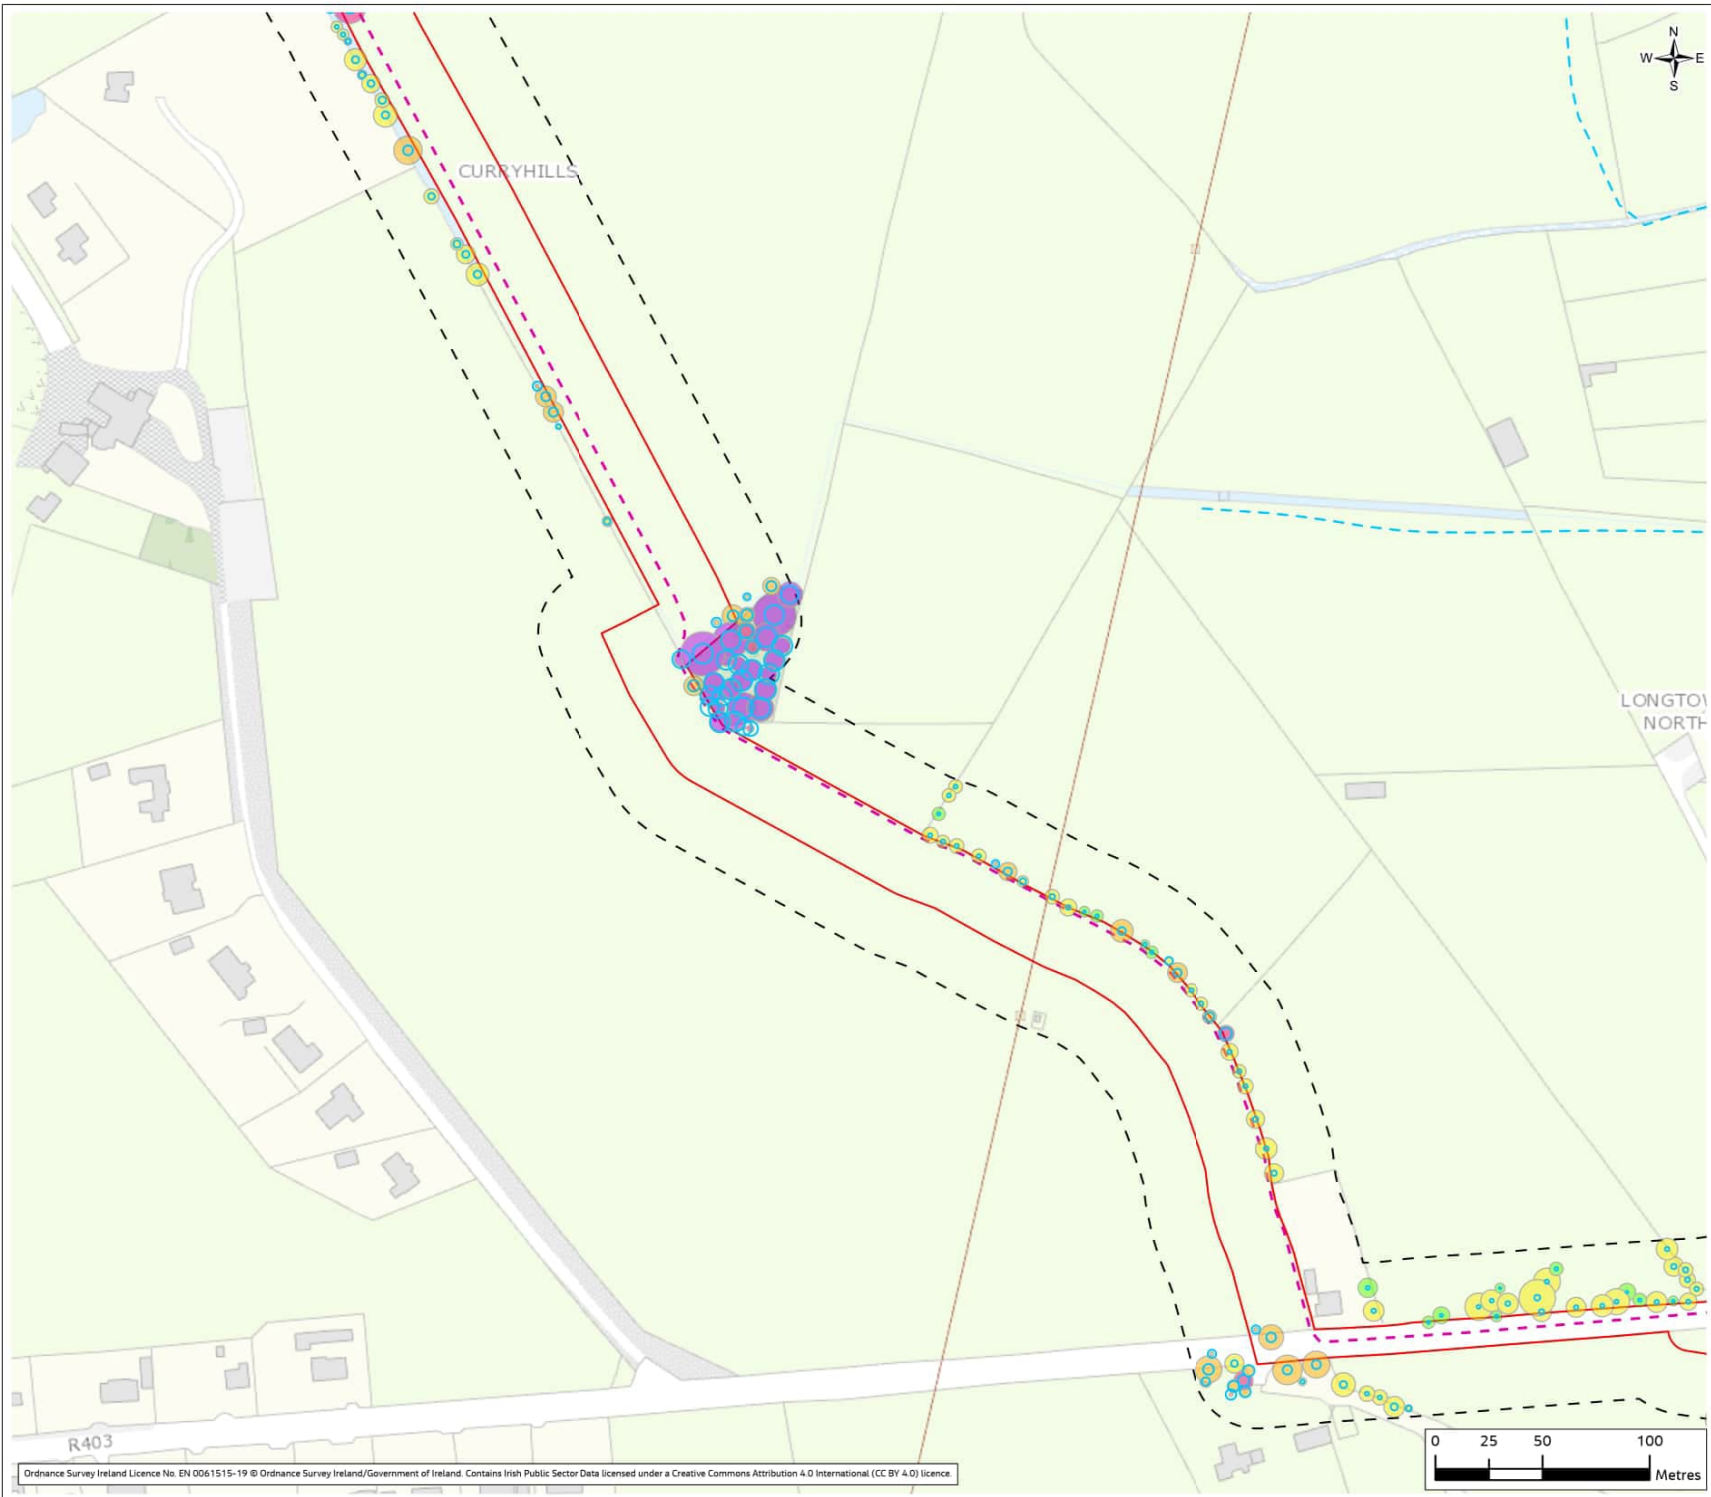 N
W E
S
CURRYHILLS
LONGTOW
NORTH
R403
0 25 50 100
Metres
Ordnance Survey Ireland Licence No. EN 0061515-19 © Ordnance Survey Ireland/Government of Ireland. Contains Irish Public Sector Data licensed under a Creative Commons Attribution 4.0 International (CC BY 4.0) licence.